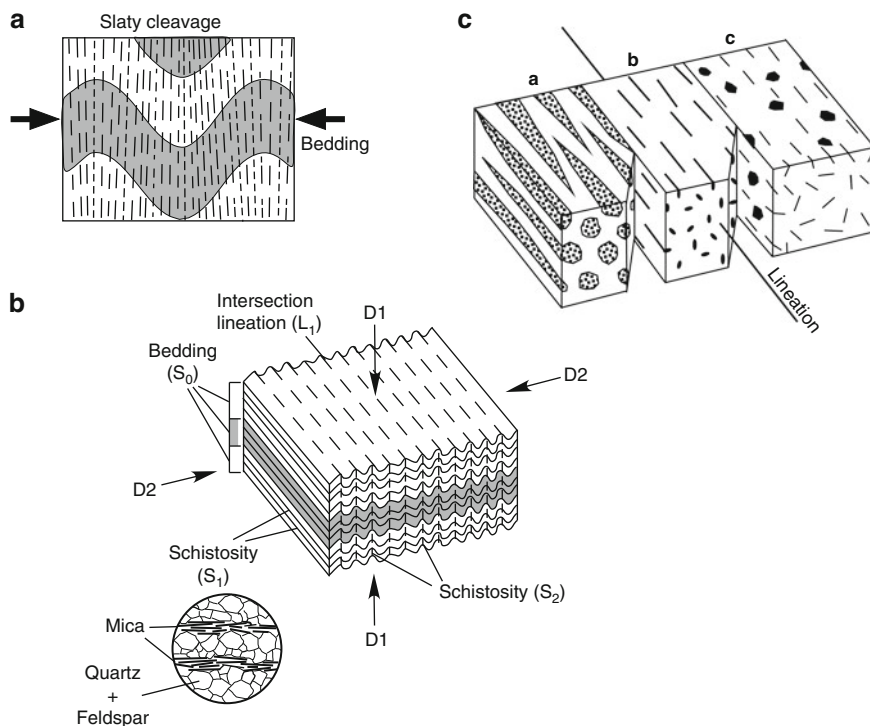 a
Slaty cleavage
Bedding
c
a
b
c
Lineation
b
Intersection
lineation (L₁)
D1
Bedding
(S₀)
D2
D2
Schistosity
(S₁)
Schistosity (S₂)
D1
Mica
Quartz
+
Feldspar